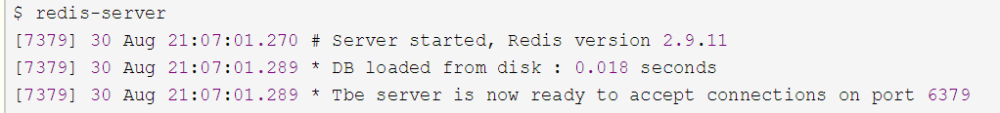 $ redis-server
[7379] 30 Aug 21:07:01.270 # Server started, Redis version 2.9.11
[7379] 30 Aug 21:07:01.289 * DB loaded from disk : 0.018 seconds
[7379] 30 Aug 21:07:01.289 * Tbe server is now ready to accept connections on port 6379